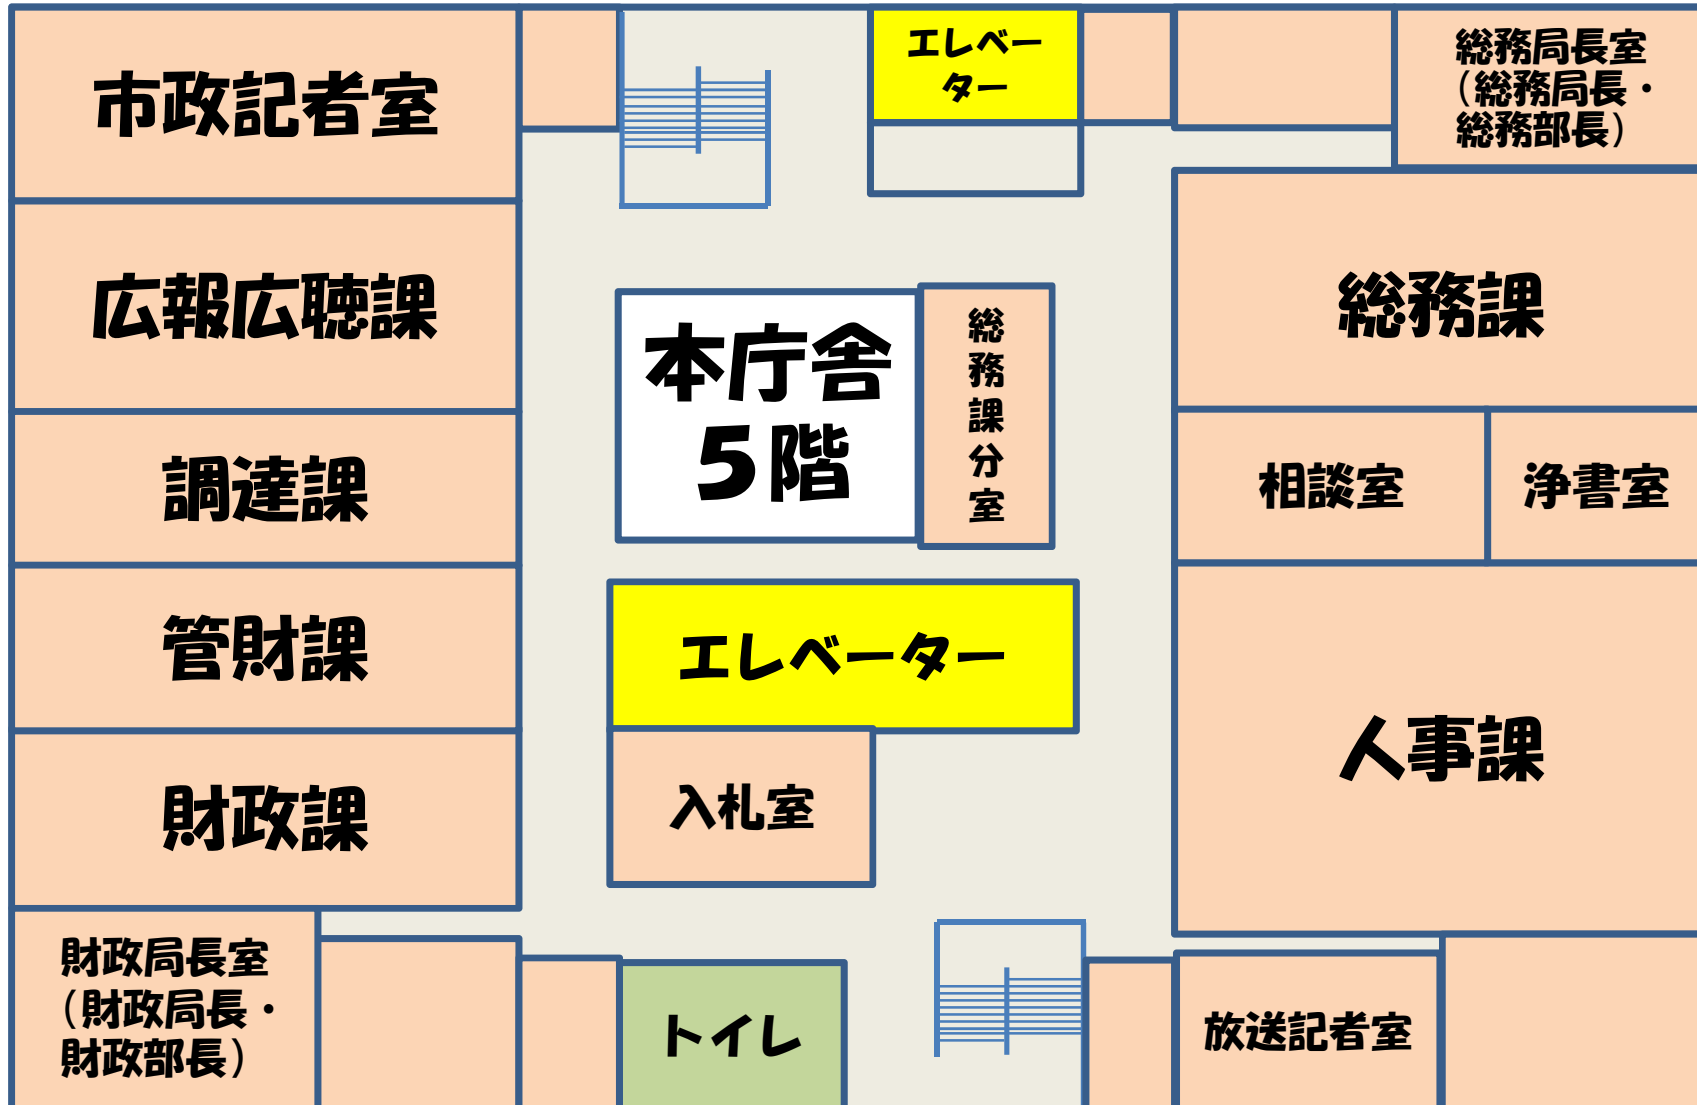 市政記者室
エレベー
ター
総務局長室
（総務局長・
総務部長）
広報広聴課
本庁舎
5階
総務課分室
総務課
調達課
相談室
浄書室
管財課
エレベーター
人事課
財政課
入札室
財政局長室
（財政局長・
財政部長）
トイレ
放送記者室